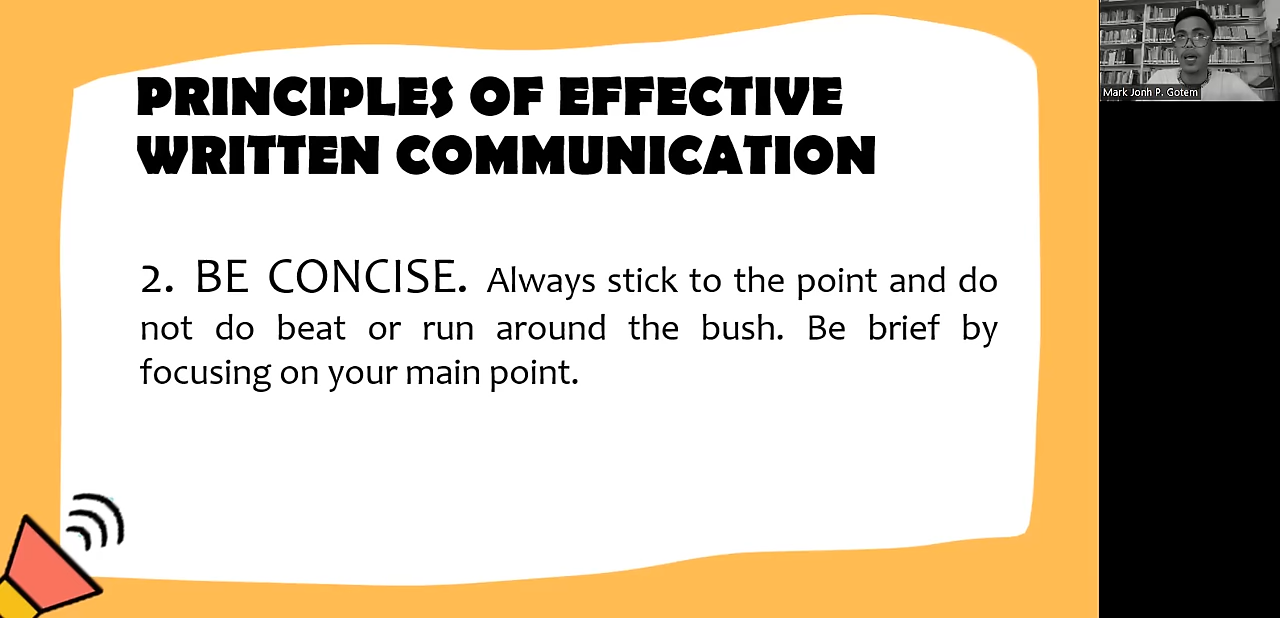 PRINCIPLES OF EFFECTIVE
WRITTEN COMMUNICATION
2. BE CONCISE. Always stick to the point and do
not do beat or run around the bush. Be brief by
focusing on your main point.
Mark Jonh P. Gotem